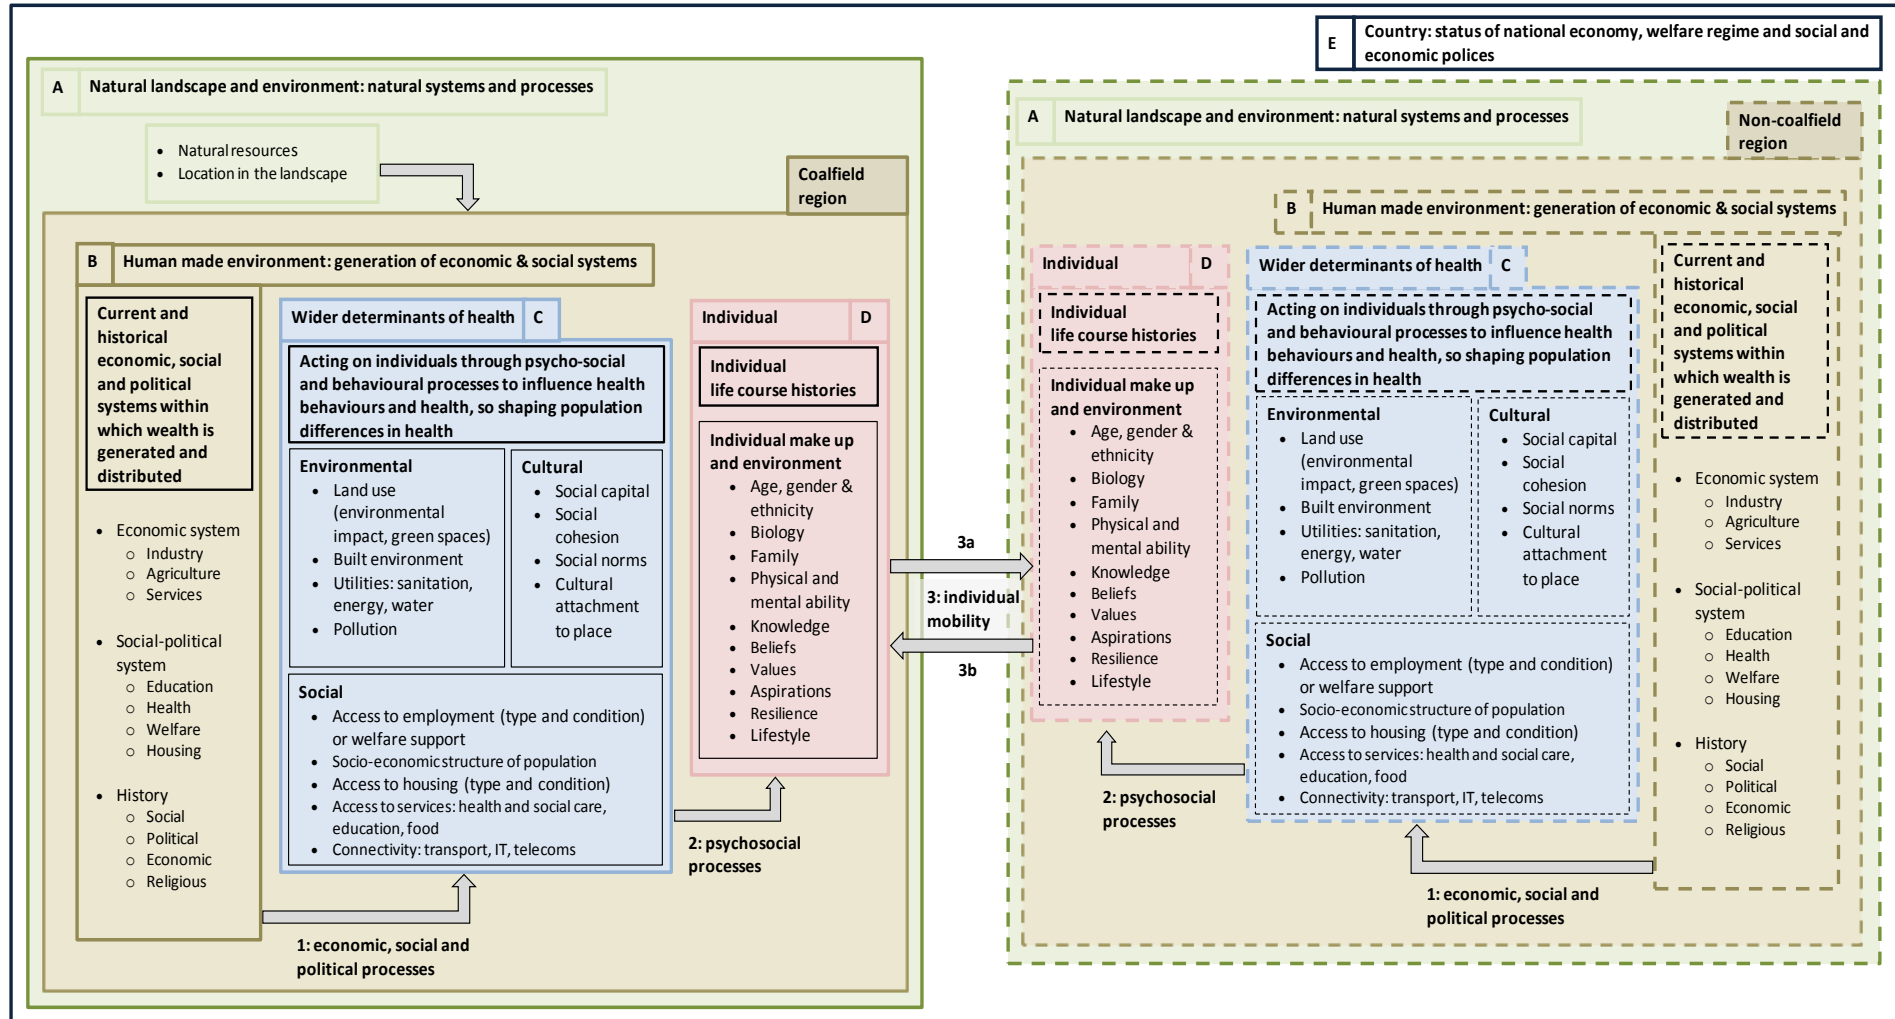 E
Country: status of national economy, welfare regime and social and
economic polices
A
Natural landscape and environment: natural systems and processes
• Natural resources
• Location in the landscape
Coalfield
region
B
Human made environment: generation of economic & social systems
Current and
historical
economic, social
and political
systems within
which wealth is
generated and
distributed
• Economic system
o Industry
o Agriculture
o Services
• Social-political
system
o Education
o Health
o Welfare
o Housing
• History
o Social
o Political
o Economic
o Religious
1: economic, social and
political processes
Wider determinants of health
C
Acting on individuals through psycho-social
and behavioural processes to influence health
behaviours and health, so shaping population
differences in health
Environmental
• Land use
(environmental
impact, green spaces)
• Built environment
• Utilities: sanitation,
energy, water
• Pollution
Cultural
• Social capital
• Social
cohesion
• Social norms
• Cultural
attachment
to place
Social
• Access to employment (type and condition)
or welfare support
• Socio-economic structure of population
• Access to housing (type and condition)
• Access to services: health and social care,
education, food
• Connectivity: transport, IT, telecoms
2: psychosocial
processes
Individual
D
Individual
life course histories
Individual make up
and environment
• Age, gender &
ethnicity
• Biology
• Family
• Physical and
mental ability
• Knowledge
• Beliefs
• Values
• Aspirations
• Resilience
• Lifestyle
3a
3: individual
mobility
3b
A
Natural landscape and environment: natural systems and processes
Non-coalfield
region
B
Human made environment: generation of economic & social systems
Individual
D
Individual
life course histories
Individual make up
and environment
• Age, gender &
ethnicity
• Biology
• Family
• Physical and
mental ability
• Knowledge
• Beliefs
• Values
• Aspirations
• Resilience
• Lifestyle
2: psychosocial
processes
Wider determinants of health
C
Acting on individuals through psycho-social
and behavioural processes to influence health
behaviours and health, so shaping population
differences in health
Environmental
• Land use
(environmental
impact, green spaces)
• Built environment
• Utilities: sanitation,
energy, water
• Pollution
Cultural
• Social capital
• Social
cohesion
• Social norms
• Cultural
attachment
to place
Social
• Access to employment (type and condition)
or welfare support
• Socio-economic structure of population
• Access to housing (type and condition)
• Access to services: health and social care,
education, food
• Connectivity: transport, IT, telecoms
1: economic, social and
political processes
Current and
historical
economic, social
and political
systems within
which wealth is
generated and
distributed
• Economic system
o Industry
o Agriculture
o Services
• Social-political
system
o Education
o Health
o Welfare
o Housing
• History
o Social
o Political
o Economic
o Religious